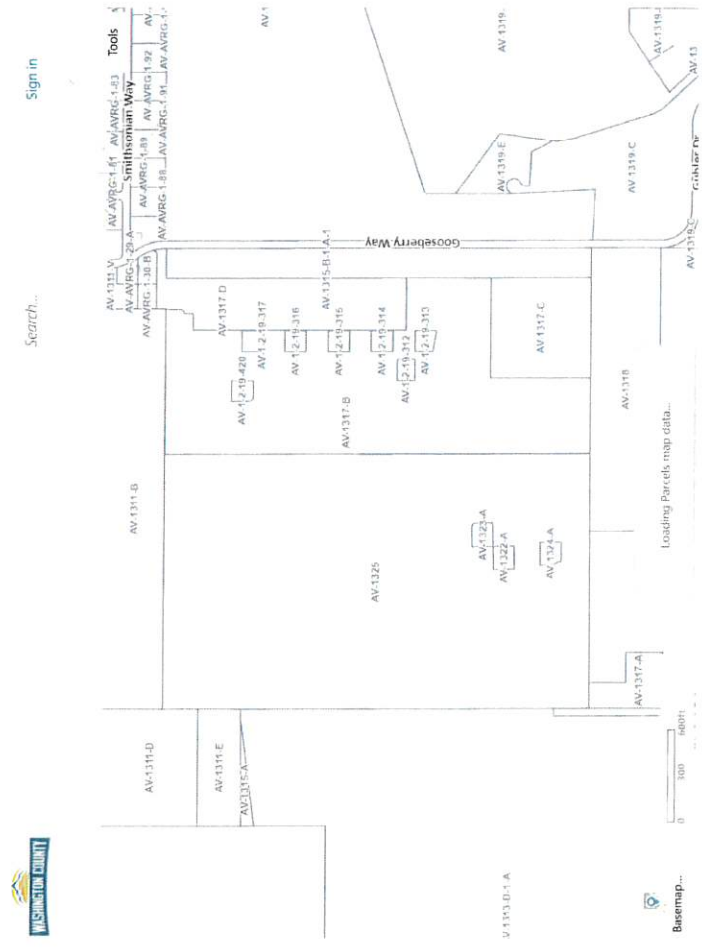 WASHINGTON COUNTY
Search...
Sign in
Tools
AV-1311-V
AV-AVRG-1-81
AV-AVRG-1-83
Smithsonian Way
AV-AVRG-1-29-A
AV-AVRG-1-89
AV-AVRG-1-92
AV-AVRG-1-30-B
AV-AVRG-1-88
AV-AVRG-1-91
AV-1311-D
AV-1311-B
AV-1311-E
AV-1315-A
AV-1317-D
AV-1-2-19-420
AV-1-2-19-317
AV-1-2-19-316
AV-1315-B-1-A-1
AV-1-2-19-315
AV-1317-B
AV-1-2-19-314
Gooseberry Way
AV-1325
AV-1-2-19-312
AV-1-2-19-313
AV-1323-A
AV-1322-A
AV-1324-A
AV-1317-C
AV-1319-E
AV-1319-C
AV-1318
AV-1317-A
Loading Parcels map data...
0 300 600ft
Basemap...